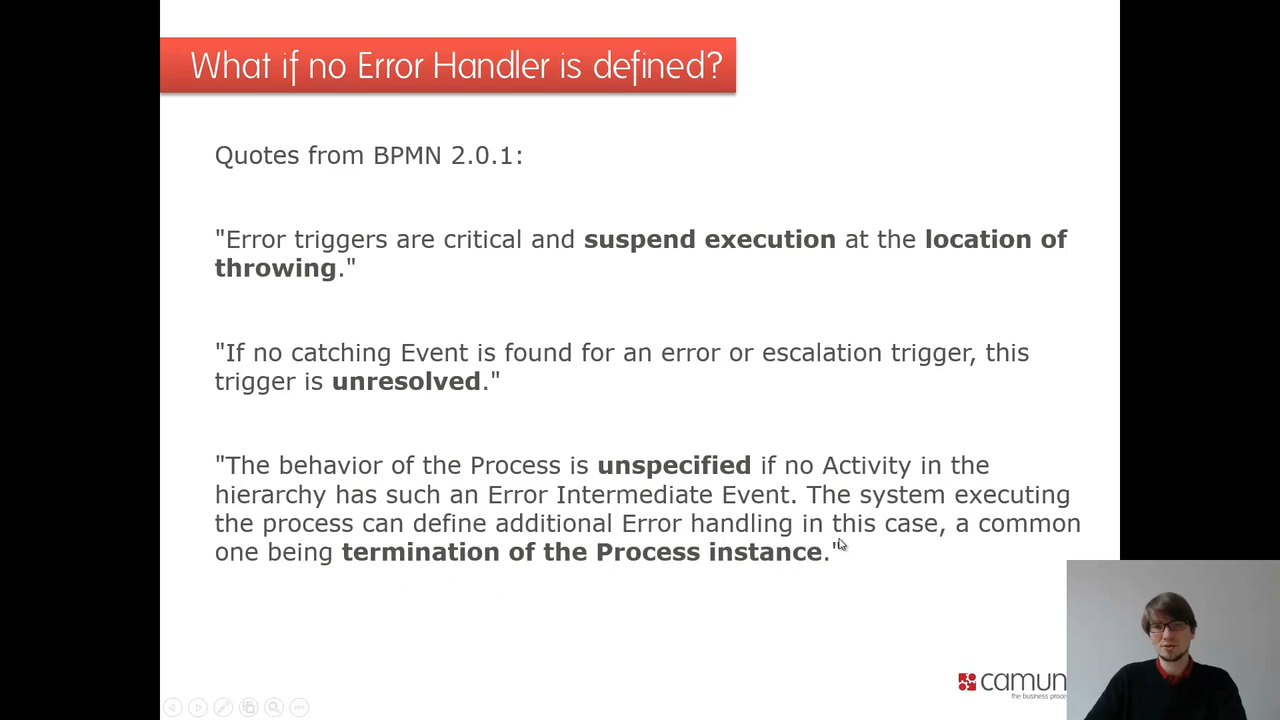 What if no Error Handler is defined?
Quotes from BPMN 2.0.1:
"Error triggers are critical and suspend execution at the location of
throwing."
"If no catching Event is found for an error or escalation trigger, this
trigger is unresolved."
"The behavior of the Process is unspecified if no Activity in the
hierarchy has such an Error Intermediate Event. The system executing
the process can define additional Error handling in this case, a common
one being termination of the Process instance."
camun
the business proce